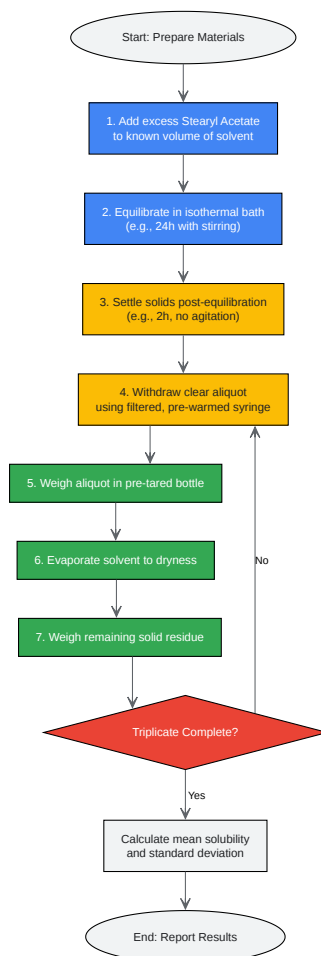 Start: Prepare Materials
1. Add excess Stearyl Acetate
to known volume of solvent
2. Equilibrate in isothermal bath
(e.g., 24h with stirring)
3. Settle solids post-equilibration
(e.g., 2h, no agitation)
4. Withdraw clear aliquot
using filtered, pre-warmed syringe
5. Weigh aliquot in pre-tared bottle
6. Evaporate solvent to dryness
No
7. Weigh remaining solid residue
Triplicate Complete?
Yes
Calculate mean solubility
and standard deviation
End: Report Results